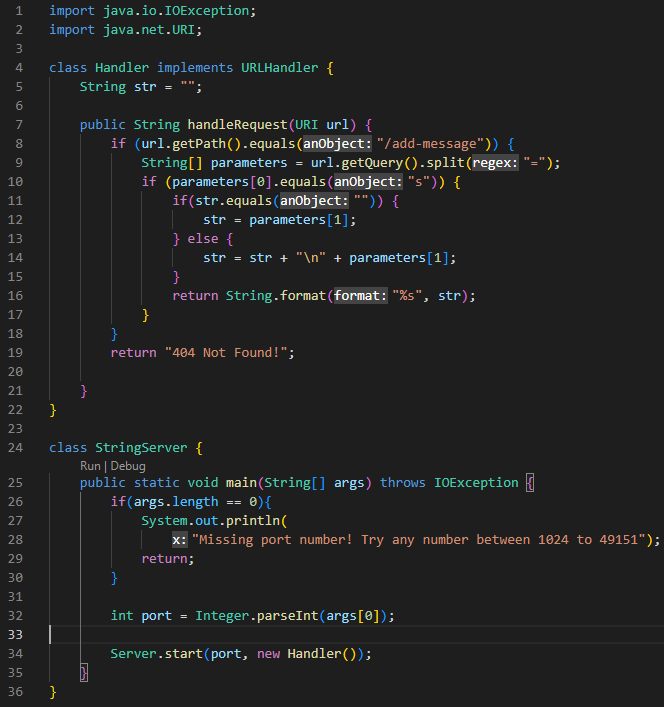 1 import java.io.IOException;
2 import java.net.URI;
3
4 class Handler implements URLHandler {
5     String str = "";
6
7     public String handleRequest(URI url) {
8         if (url.getPath().equals(anObject: "/add-message")) {
9             String[] parameters = url.getQuery().split(regex: "=");
10             if (parameters[0].equals(anObject: "s")) {
11                 if(str.equals(anObject: "")) {
12                     str = parameters[1];
13                 } else {
14                     str = str + "\n" + parameters[1];
15                 }
16                 return String.format(format: "%s", str);
17             }
18         }
19         return "404 Not Found!";
20
21     }
22 }
23
24 class StringServer {
Run | Debug
25     public static void main(String[] args) throws IOException {
26         if(args.length == 0){
27             System.out.println(
28                 x: "Missing port number! Try any number between 1024 to 49151");
29             return;
30         }
31
32         int port = Integer.parseInt(args[0]);
33
34         Server.start(port, new Handler());
35     }
36 }